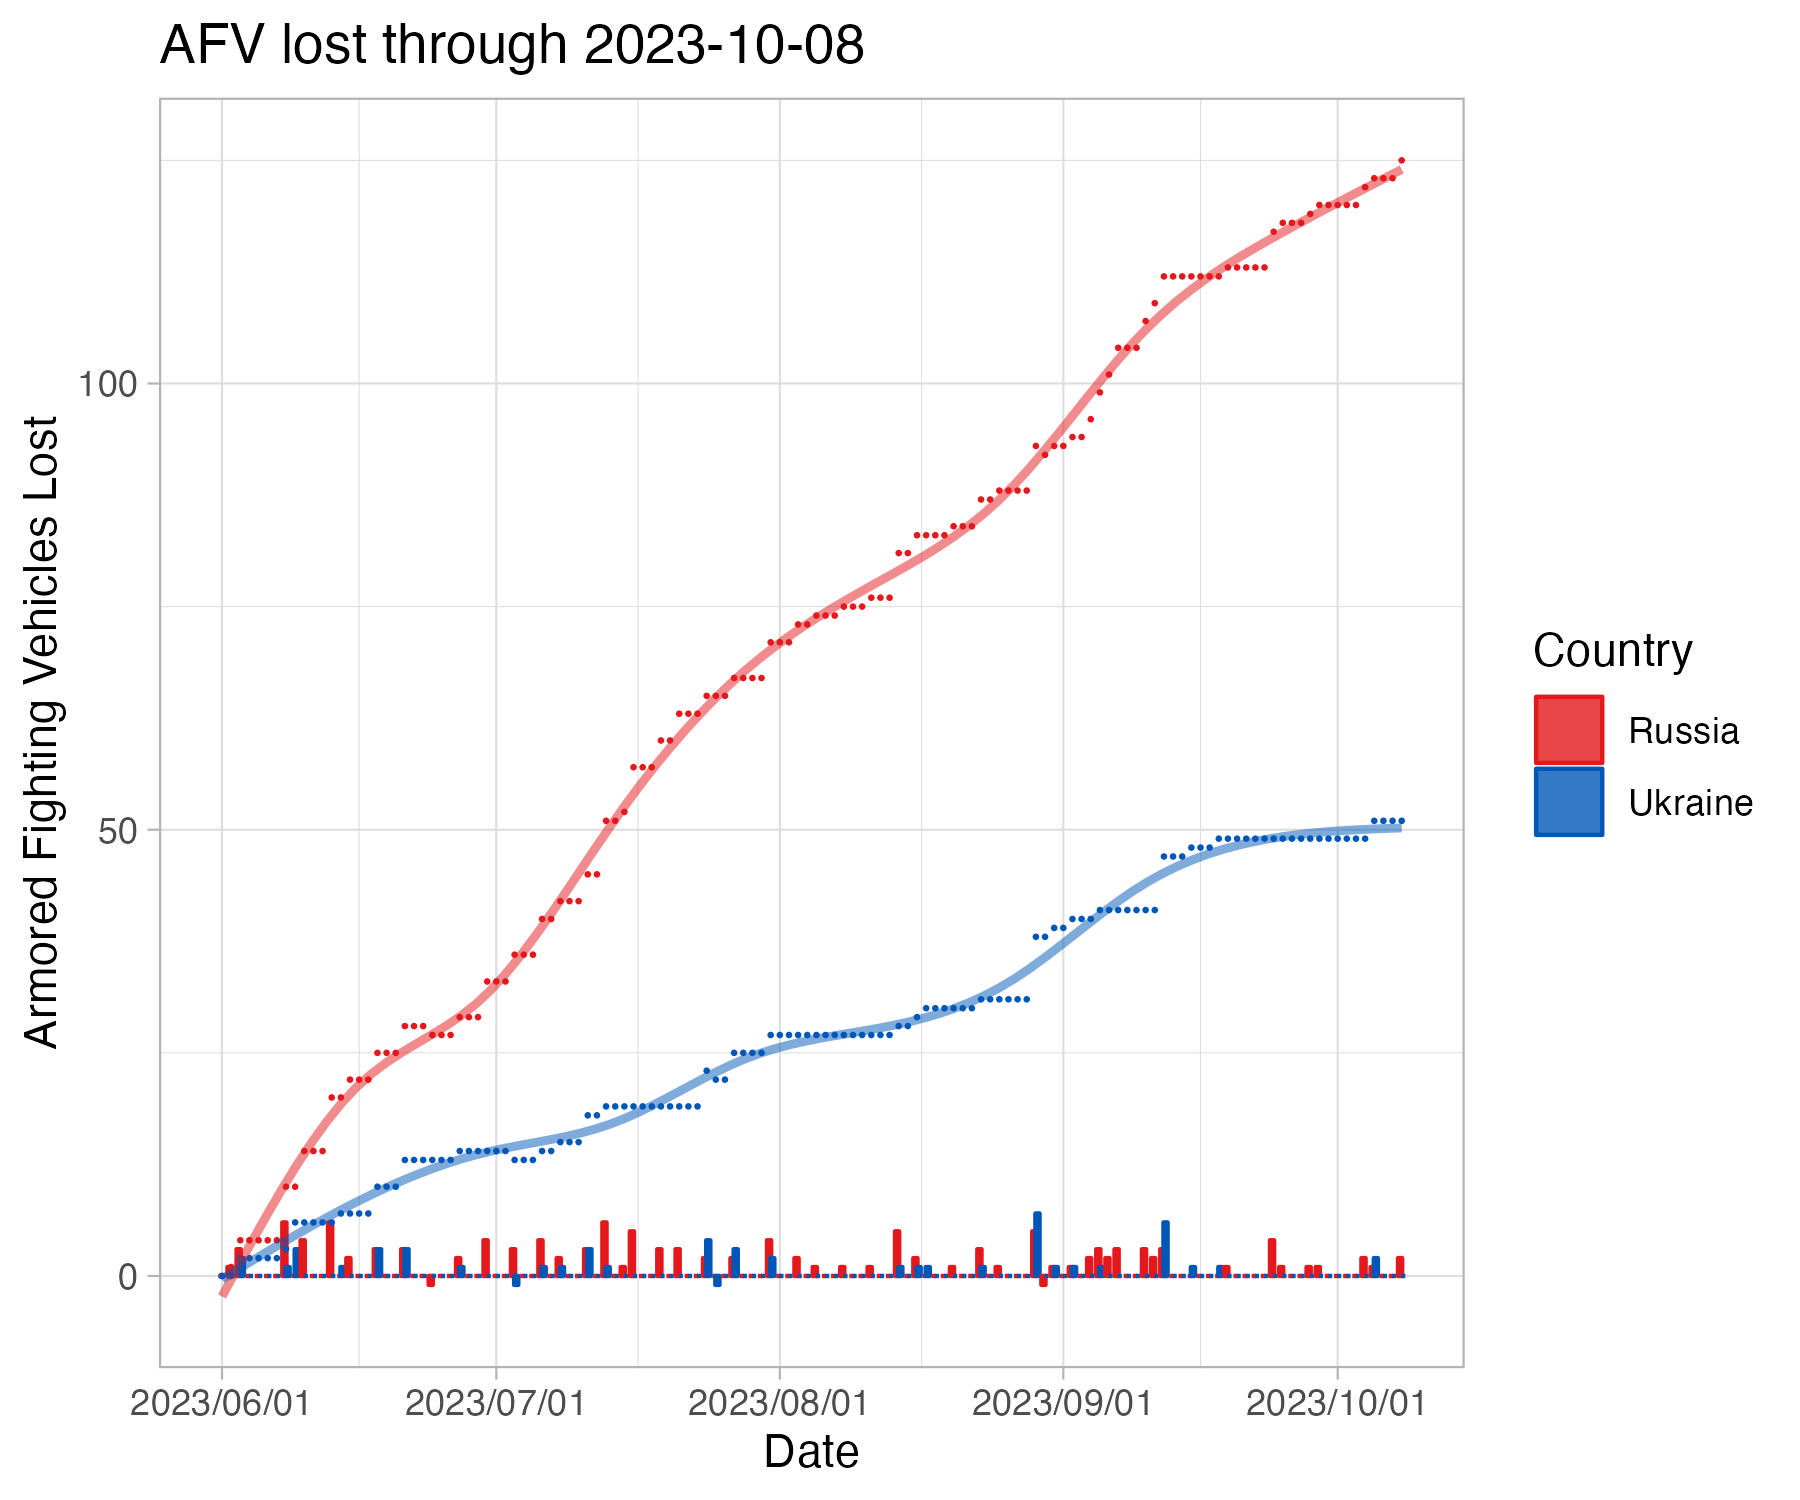 AFV lost through 2023-10-08
Armored Fighting Vehicles Lost
100
50
0
2023/06/01
2023/07/01
2023/08/01
2023/09/01
2023/10/01
Date
Country
Russia
Ukraine